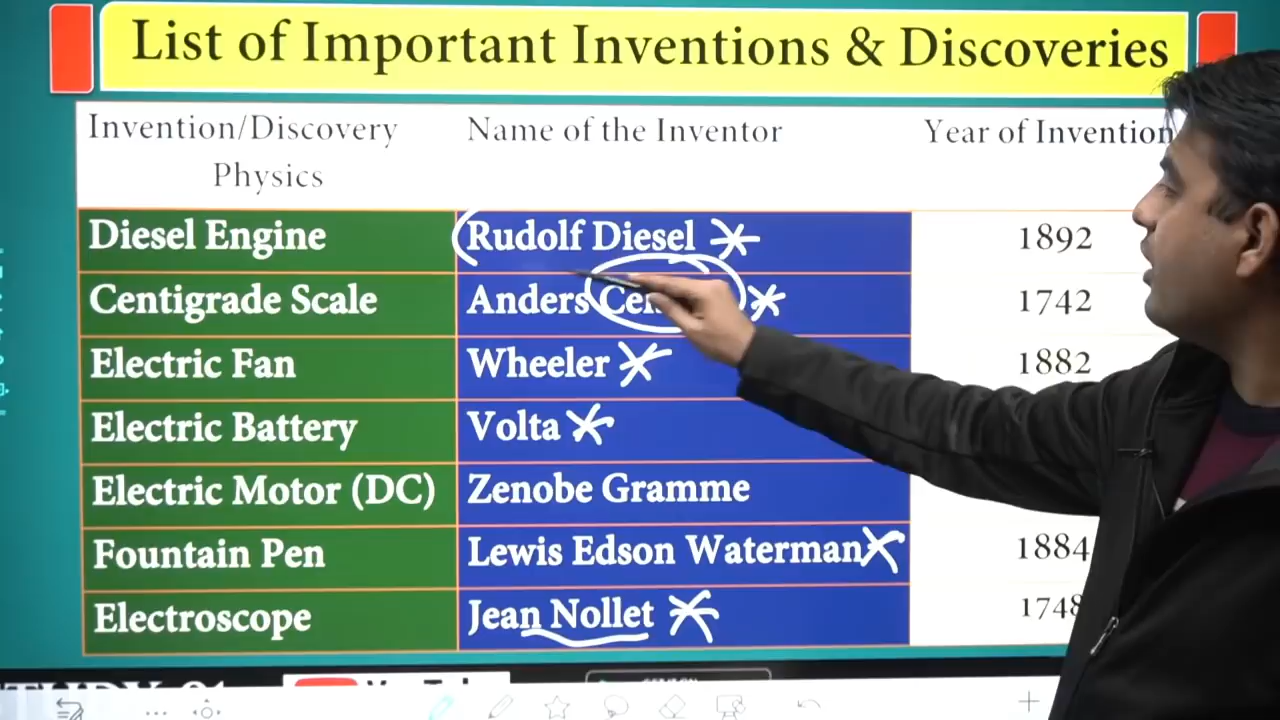 List of Important Inventions & Discoveries
Invention/Discovery Name of the Inventor Year of Invention
Physics
Diesel Engine Rudolf Diesel 1892
Centigrade Scale Anders 1742
Electric Fan Wheeler 1882
Electric Battery Volta
Electric Motor (DC) Zenobe Gramme
Fountain Pen Lewis Edson Waterman 1884
Electroscope Jean Nollet 1748